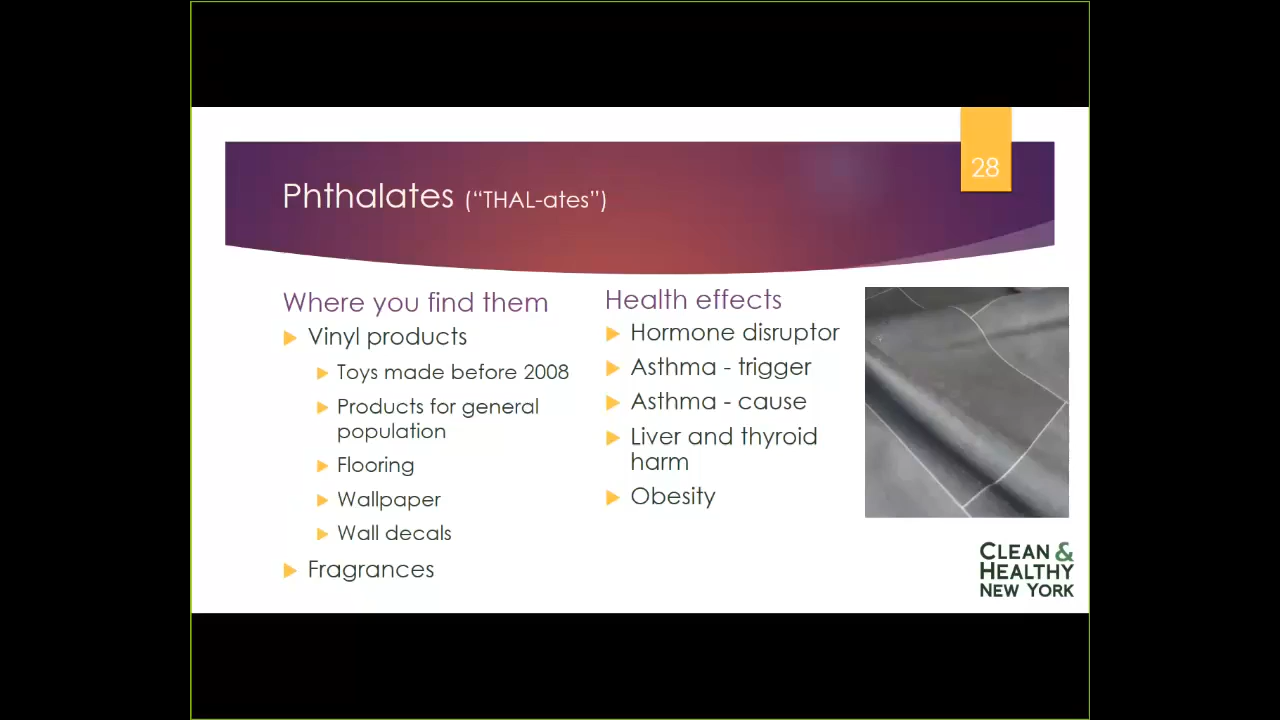 28
Phthalates (“THAL-ates”)
Where you find them
Vinyl products
Toys made before 2008
Products for general
population
Flooring
Wallpaper
Wall decals
Fragrances
Health effects
Hormone disruptor
Asthma - trigger
Asthma - cause
Liver and thyroid
harm
Obesity
CLEAN &
HEALTHY
NEW YORK